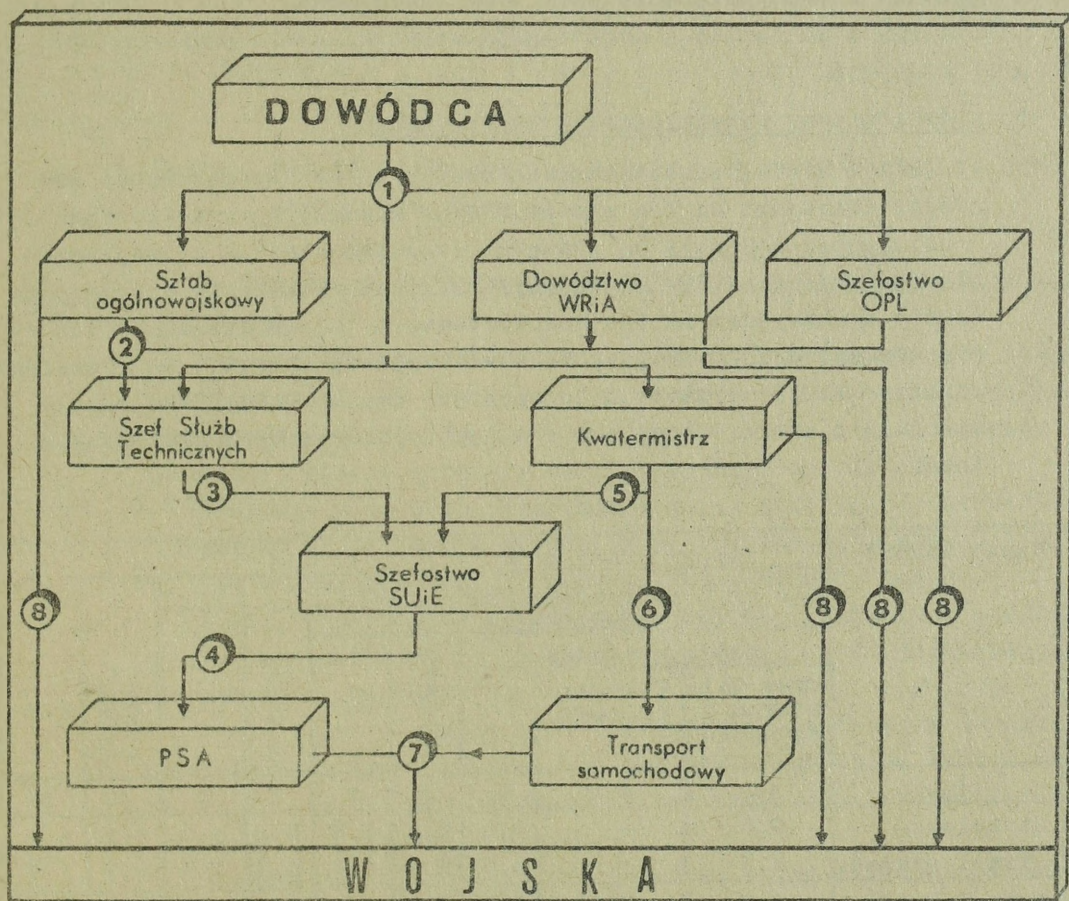 DOWÓDCA
1
Sztab
ogólnowojskowy
Dowództwo
WRiA
Szefostwo
OPL
2
Szef Służb
Technicznych
Kwatermistrz
3
5
Szefostwo
SUiE
8
6
8
8
8
4
PSA
7
Transport
samochodowy
WOJSKA